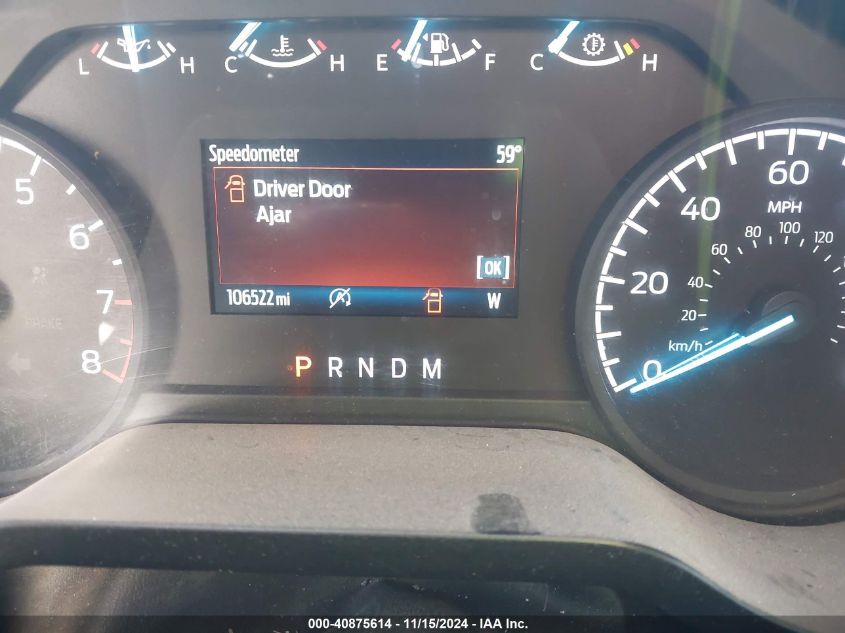 L H C H E F C H
Speedometer 59°
Driver Door
Ajar
[OK]
106522 mi W
P R N D M
5
6
7
8
PARKE
0 20 40 60
MPH
km/h 20 40 60 80 100 120
000-40875614 - 11/15/2024 - IAA Inc.